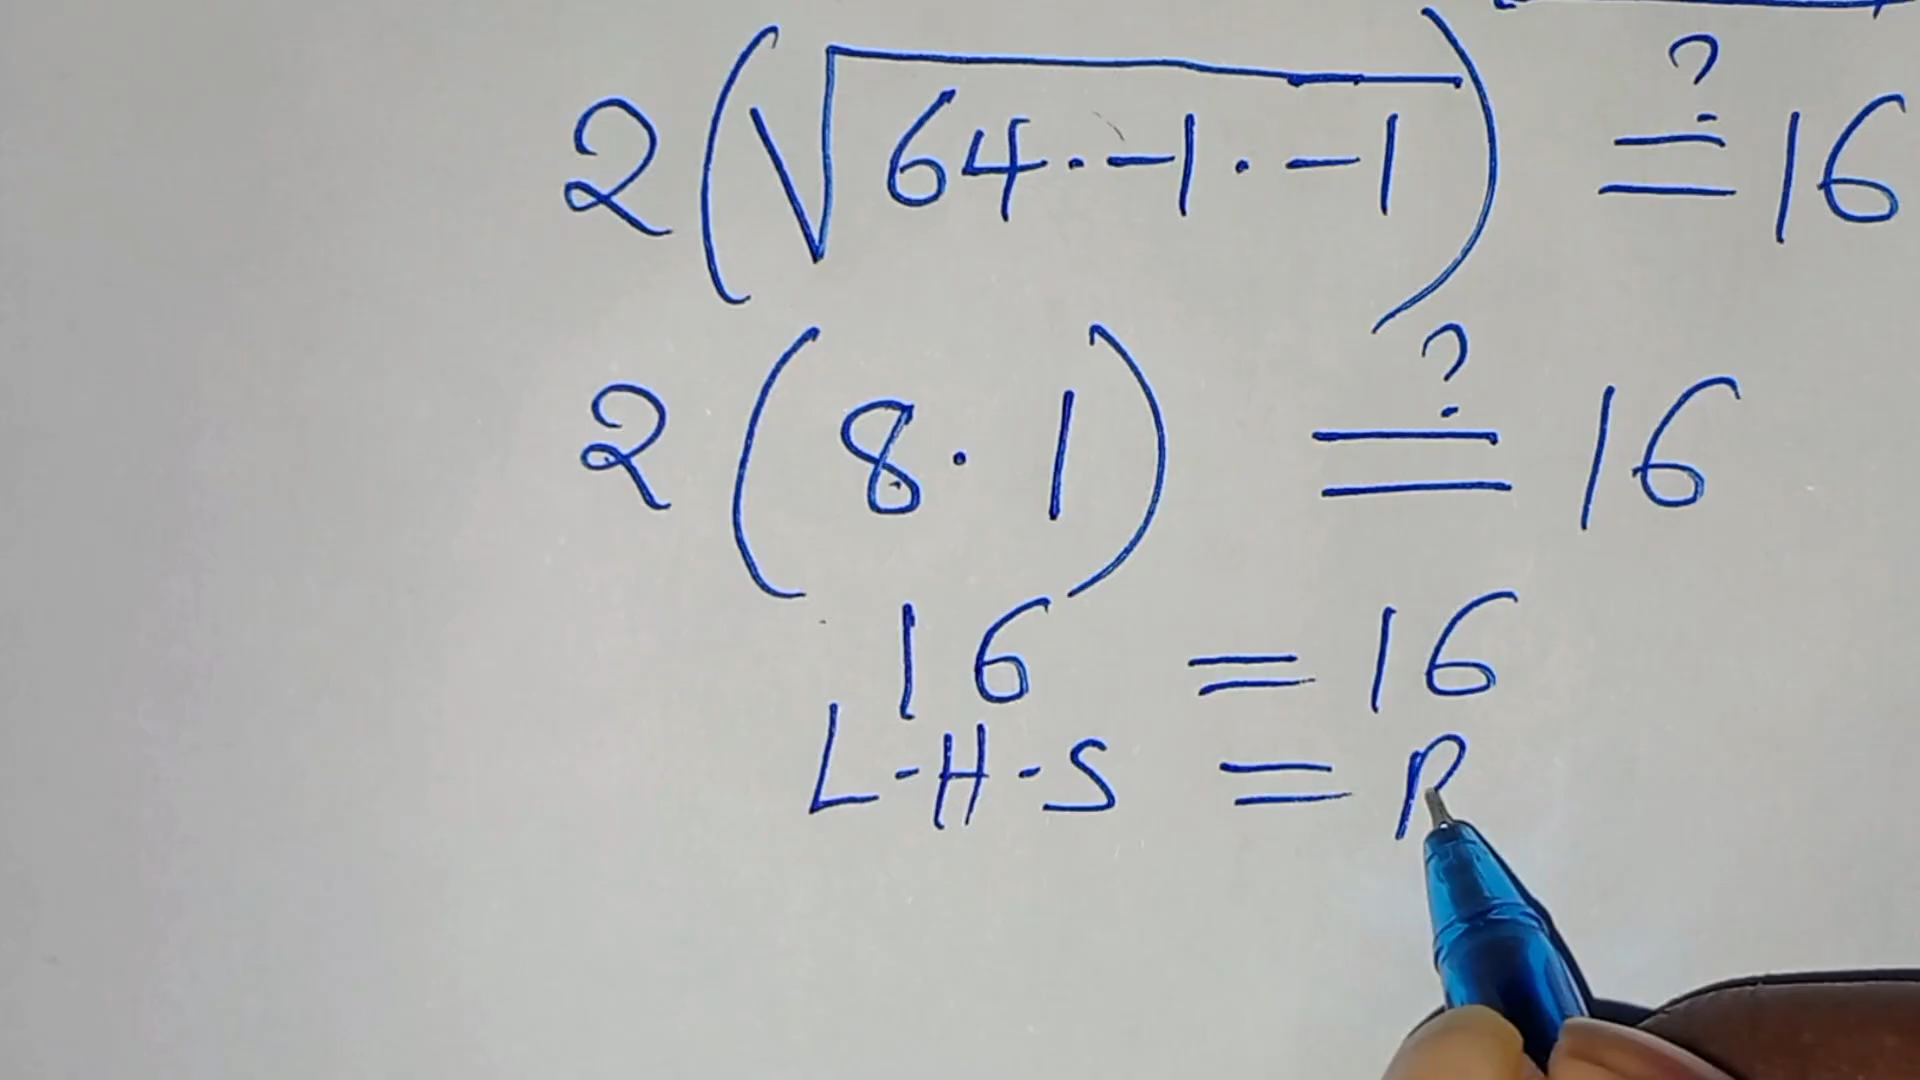 2(√64·-1·-1) ≟ 16
2(8·1) ≟ 16
16 = 16
L-H-S = R